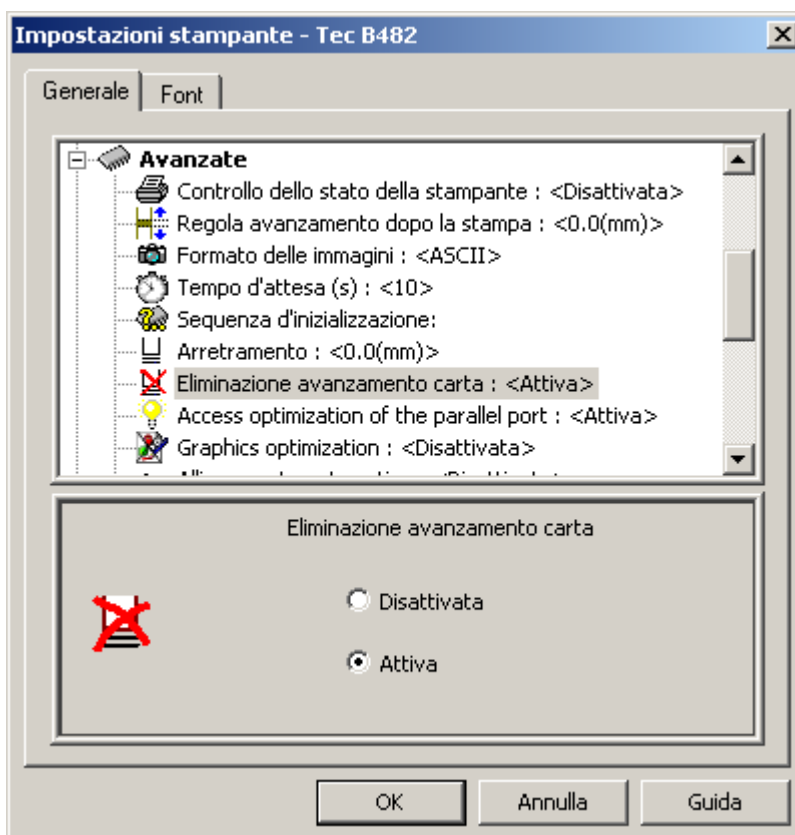 Impostazioni stampante - Tec B482
Generale
Font
Avanzate
Controllo dello stato della stampante : <Disattivata>
Regola avanzamento dopo la stampa : <0.0(mm)>
Formato delle immagini : <ASCII>
Tempo d'attesa (s) : <10>
Sequenza d'inizializzazione:
Arretramento : <0.0(mm)>
Eliminazione avanzamento carta : <Attiva>
Access optimization of the parallel port : <Attiva>
Graphics optimization : <Disattivata>
Eliminazione avanzamento carta
Disattivata
Attiva
OK
Annulla
Guida